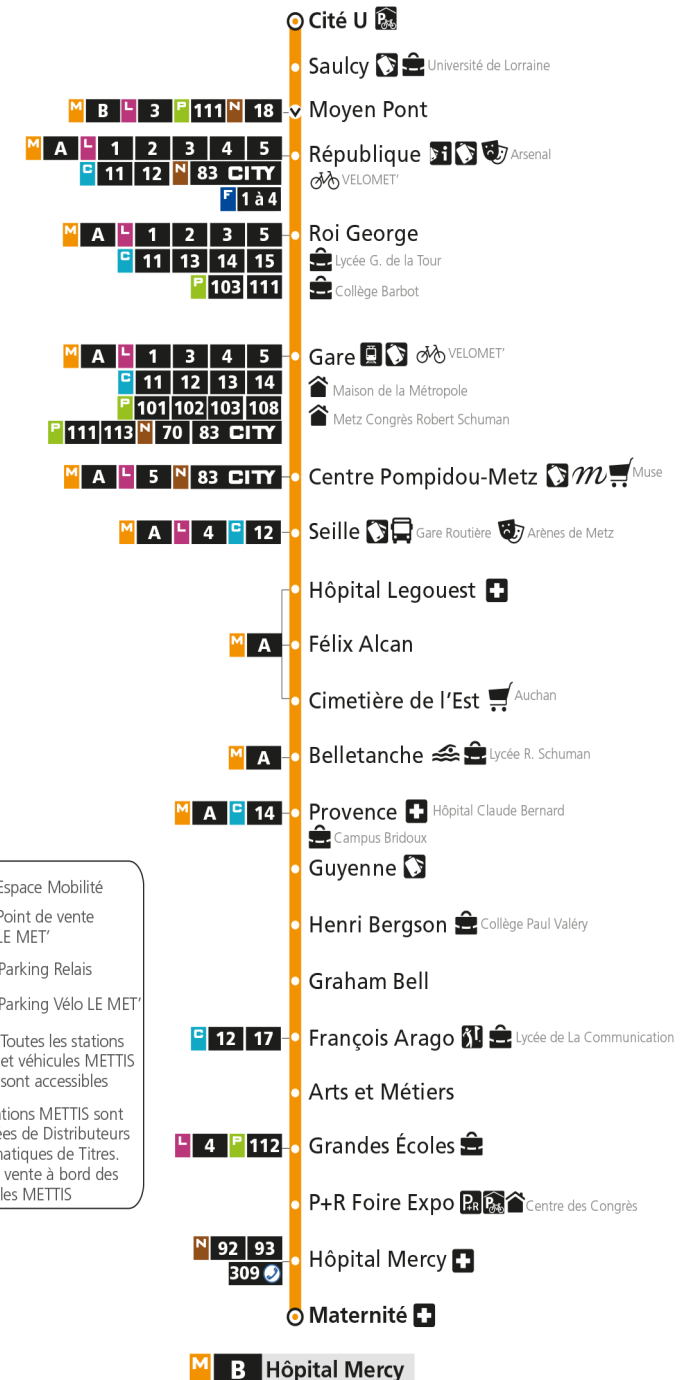 Cité U P
Saulcy Université de Lorraine
M B L 3 P 111 N 18 Moyen Pont
M A L 1 2 3 4 5
République i Arsenal
C 11 12 N 83 CITY
VELOMET'
F 1 à 4
M A L 1 2 3 5 Roi George
C 11 13 14 15 Lycée G. de la Tour
P 103 111 Collège Barbot
M A L 1 3 4 5 Gare VELOMET'
C 11 12 13 14 Maison de la Métropole
P 101 102 103 108
Metz Congrès Robert Schuman
P 111 113 N 70 83 CITY
M A L 5 N 83 CITY Centre Pompidou-Metz m Muse
M A L 4 C 12 Seille Gare Routière Arènes de Metz
Hôpital Legouest
M A Félix Alcan
Cimetière de l'Est Auchan
M A Belletanche Lycée R. Schuman
M A C 14 Provence Hôpital Claude Bernard
Campus Bridoux
Guyenne
Henri Bergson Collège Paul Valéry
Graham Bell
C 12 17 François Arago Lycée de La Communication
Arts et Métiers
L 4 P 112 Grandes Écoles
P+R Foire Expo P+R P Centre des Congrès
N 92 93 Hôpital Mercy
309
Maternité
M B Hôpital Mercy
Espace Mobilité
Point de vente
LE MET'
Parking Relais
Parking Vélo LE MET'
Toutes les stations
et véhicules METTIS
sont accessibles
METTIS sont
de Distributeurs
de Titres.
vente à bord des
METTIS